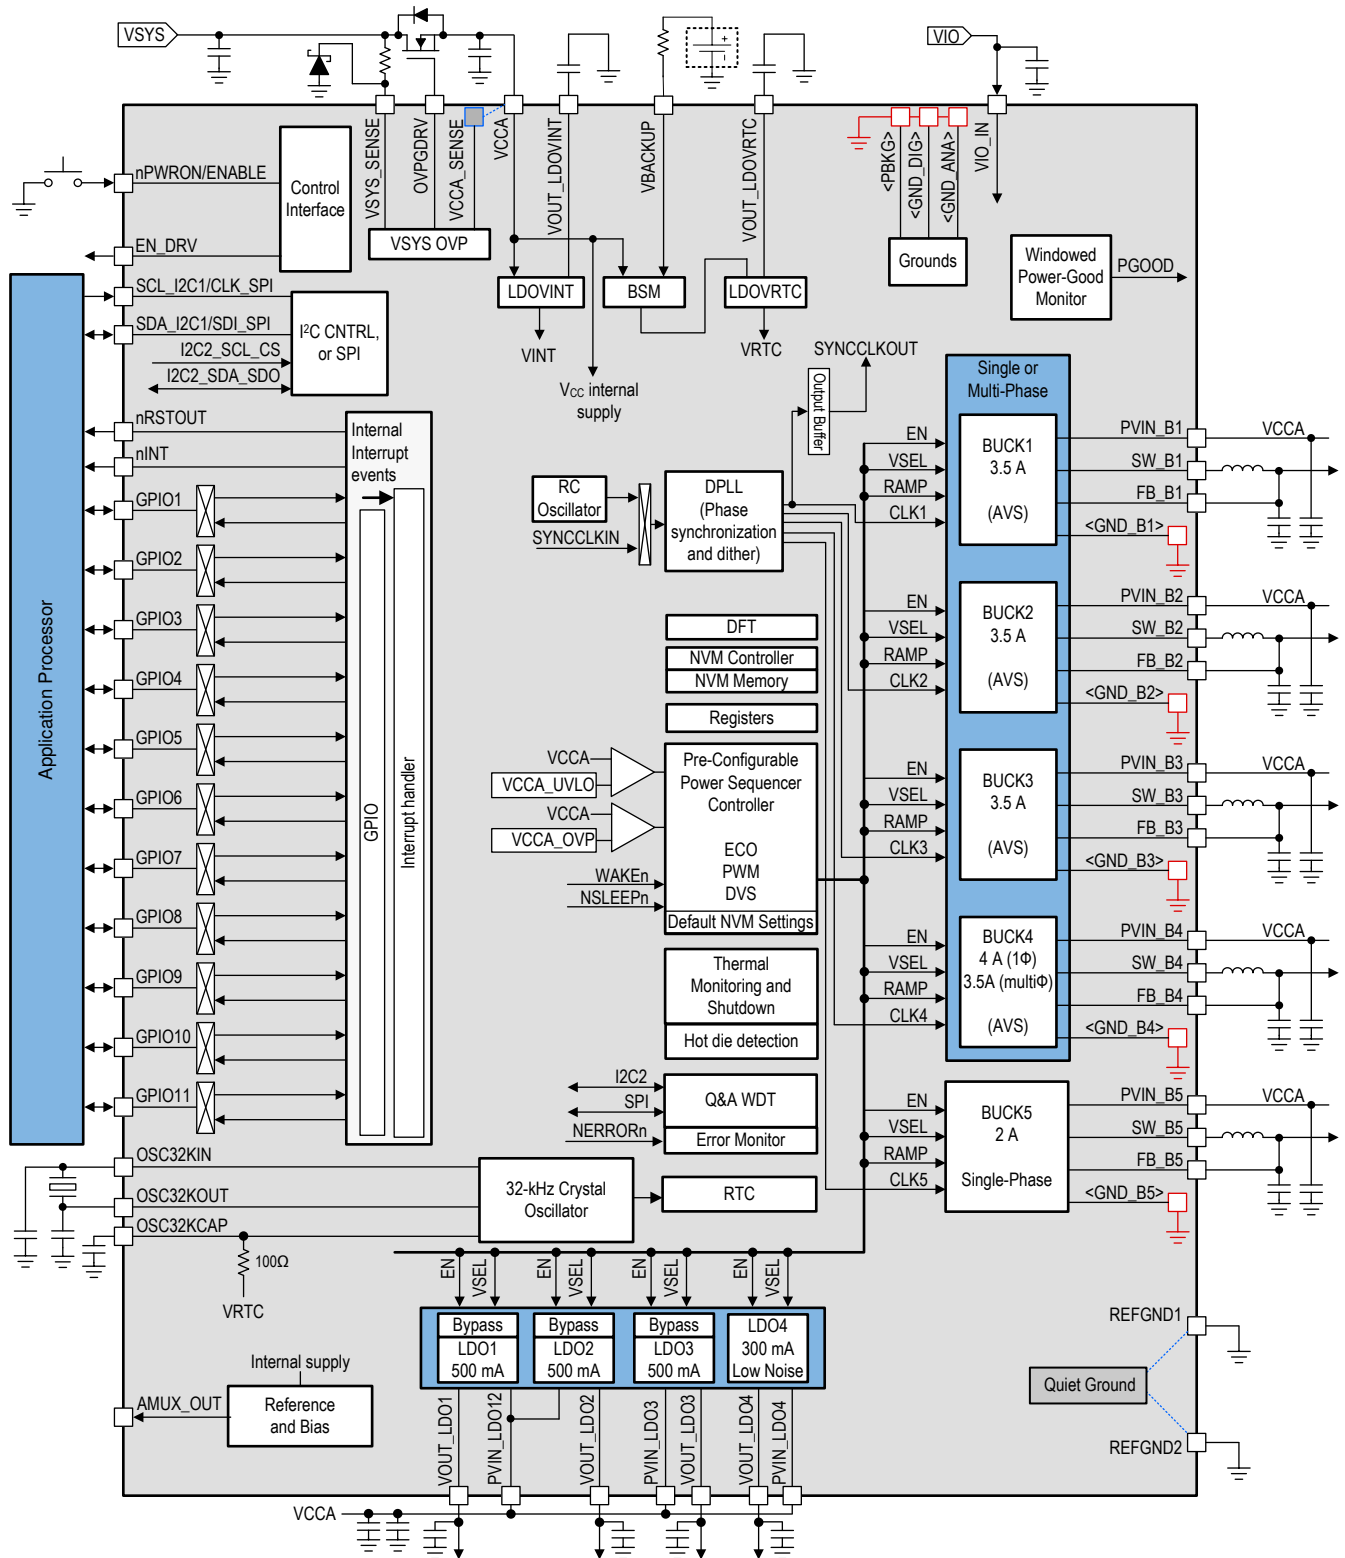 VSYS
VIO
VSYS_SENSE
OVPGDRV
VCCA_SENSE
VCCA
VOUT_LDOVINT
VBACKUP
VOUT_LDOVRTC
<PBKG>
<GND_DIG>
<GND_ANA>
VIO_IN
nPWRON/ENABLE
Control
Interface
EN_DRV
VSYS OVP
Grounds
Windowed
Power-Good
Monitor
PGOOD
LDOVINT
BSM
LDOVRTC
VINT
VCC internal
supply
VRTC
SCL_I2C1/CLK_SPI
SDA_I2C1/SDI_SPI
I2C2_SCL_CS
I2C2_SDA_SDO
I2C CNTRL,
or SPI
SYNCCLKOUT
Output Buffer
nRSTOUT
nINT
Internal
Interrupt
events
GPIO
Interrupt handler
Application Processor
GPIO1
GPIO2
GPIO3
GPIO4
GPIO5
GPIO6
GPIO7
GPIO8
GPIO9
GPIO10
GPIO11
RC
Oscillator
SYNCCLKIN
DPLL
(Phase
synchronization
and dither)
DFT
NVM Controller
NVM Memory
Registers
VCCA
VCCA_UVLO
VCCA
VCCA_OVP
WAKEn
NSLEEPn
Pre-Configurable
Power Sequencer
Controller
ECO
PWM
DVS
Default NVM Settings
Thermal
Monitoring and
Shutdown
Hot die detection
I2C2
SPI
NERRORn
Q&A WDT
Error Monitor
Single or
Multi-Phase
EN
VSEL
RAMP
CLK1
BUCK1
3.5 A
(AVS)
PVIN_B1
SW_B1
FB_B1
<GND_B1>
VCCA
EN
VSEL
RAMP
CLK2
BUCK2
3.5 A
(AVS)
PVIN_B2
SW_B2
FB_B2
<GND_B2>
VCCA
EN
VSEL
RAMP
CLK3
BUCK3
3.5 A
(AVS)
PVIN_B3
SW_B3
FB_B3
<GND_B3>
VCCA
EN
VSEL
RAMP
CLK4
BUCK4
4 A (1Φ)
3.5A (multiΦ)
(AVS)
PVIN_B4
SW_B4
FB_B4
<GND_B4>
VCCA
EN
VSEL
RAMP
CLK5
BUCK5
2 A
Single-Phase
PVIN_B5
SW_B5
FB_B5
<GND_B5>
VCCA
OSC32KIN
OSC32KOUT
OSC32KCAP
100Ω
VRTC
32-kHz Crystal
Oscillator
RTC
EN
VSEL
EN
VSEL
EN
VSEL
EN
VSEL
Bypass
LDO1
500 mA
Bypass
LDO2
500 mA
Bypass
LDO3
500 mA
LDO4
300 mA
Low Noise
Internal supply
AMUX_OUT
Reference
and Bias
VOUT_LDO1
PVIN_LDO12
VOUT_LDO2
PVIN_LDO3
VOUT_LDO3
VOUT_LDO4
PVIN_LDO4
VCCA
REFGND1
Quiet Ground
REFGND2